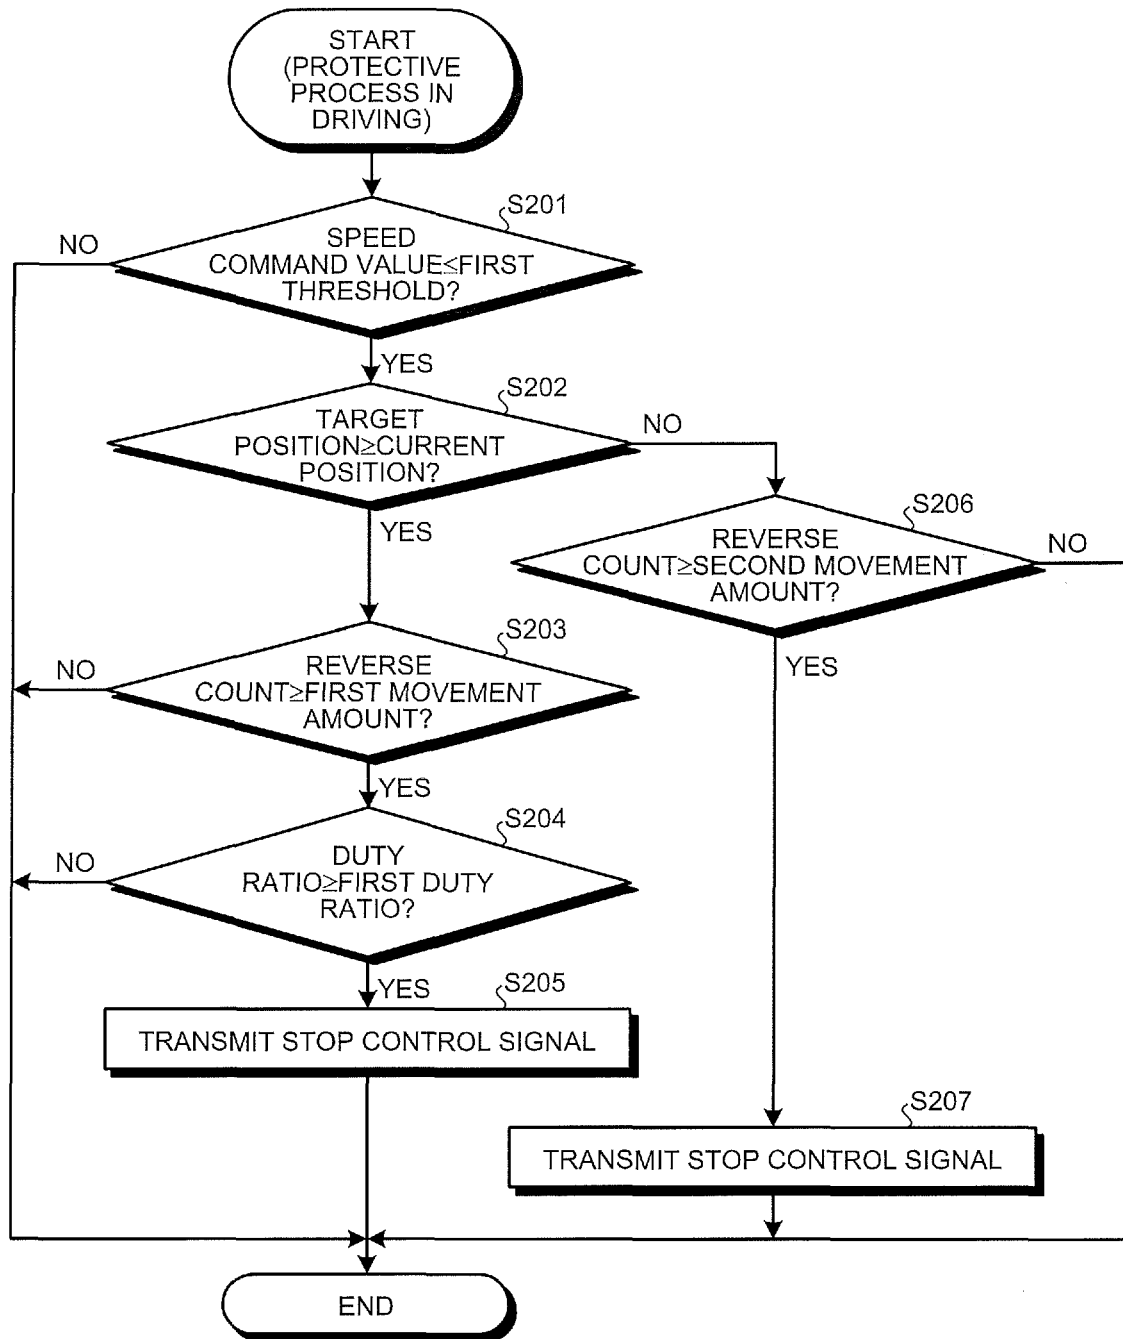 START
(PROTECTIVE
PROCESS IN
DRIVING)
S201
NO
SPEED
COMMAND VALUE≤FIRST
THRESHOLD?
YES
S202
TARGET
POSITION≥CURRENT
POSITION?
NO
YES
S206
REVERSE
COUNT≥SECOND MOVEMENT
AMOUNT?
NO
YES
S203
NO
REVERSE
COUNT≥FIRST MOVEMENT
AMOUNT?
YES
S204
NO
DUTY
RATIO≥FIRST DUTY
RATIO?
YES
S205
TRANSMIT STOP CONTROL SIGNAL
S207
TRANSMIT STOP CONTROL SIGNAL
END